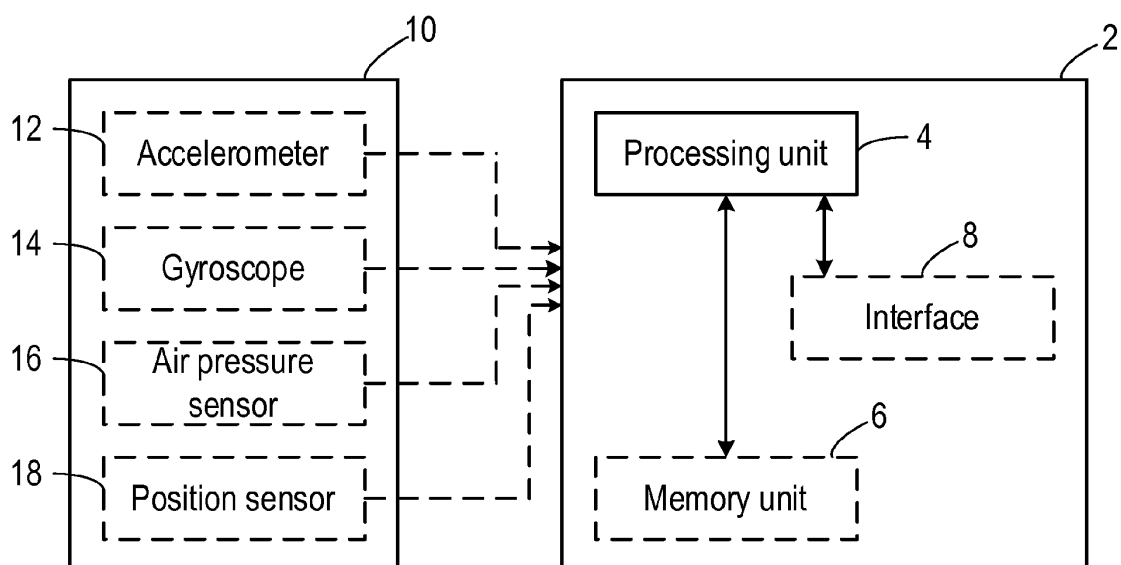 10
2
12
Accelerometer
Processing unit
4
14
Gyroscope
8
Interface
16
Air pressure
sensor
6
18
Position sensor
Memory unit